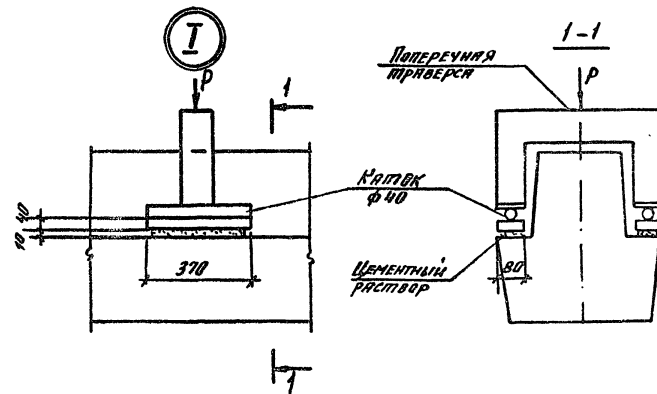 I
P
1
40
10
370
1
1-1
Поперечная
траверса
P
Каток
ф40
Цементный
раствор
80